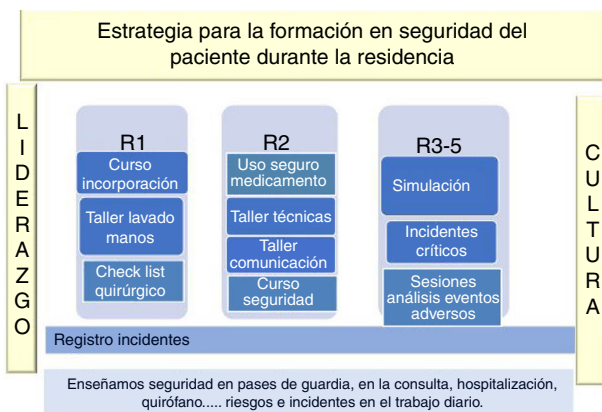 Estrategia para la formación en seguridad del
paciente durante la residencia
LIDERAZGO
R1
Curso
incorporación
Taller lavado
manos
Check list
quirúrgico
R2
Uso seguro
medicamento
Taller técnicas
Taller
comunicación
Curso
seguridad
R3-5
Simulación
Incidentes
críticos
Sesiones
análisis eventos
adversos
CULTURA
Registro incidentes
Enseñamos seguridad en pases de guardia, en la consulta, hospitalización,
quirófano..... riesgos e incidentes en el trabajo diario.